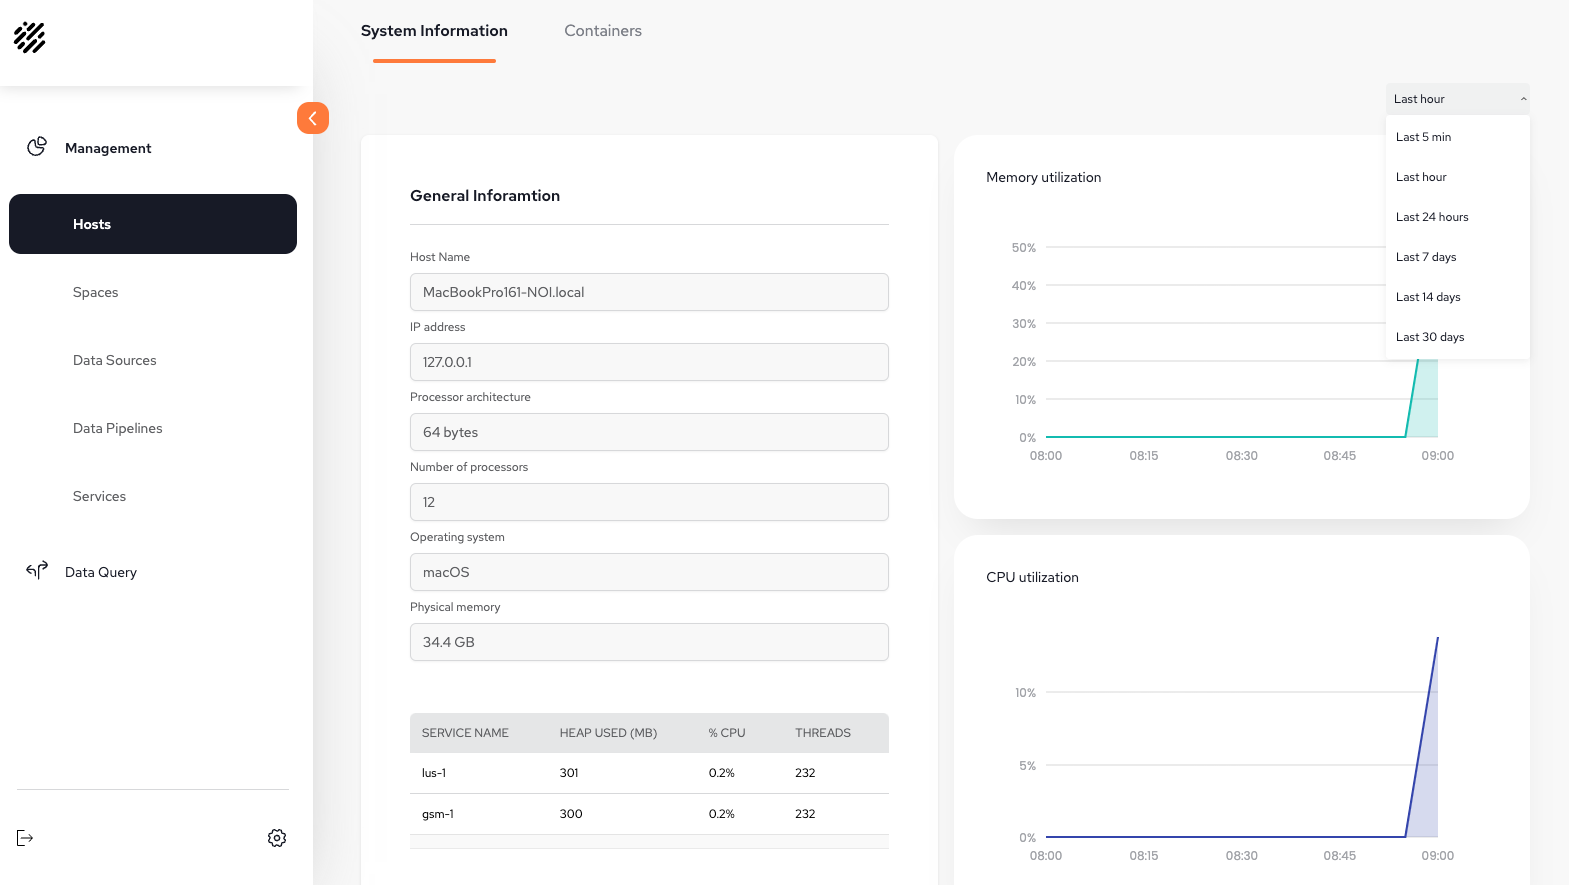 System Information
Containers
Management
Hosts
Spaces
Data Sources
Data Pipelines
Services
Data Query
Last hour
Last 5 min
Last hour
Last 24 hours
Last 7 days
Last 14 days
Last 30 days
General Inforamtion
Host Name
MacBookPro161-NOI.local
IP address
127.0.0.1
Processor architecture
64 bytes
Number of processors
12
Operating system
macOS
Physical memory
34.4 GB
SERVICE NAME HEAP USED (MB) % CPU THREADS
lus-1 301 0.2% 232
gsm-1 300 0.2% 232
Memory utilization
50%
40%
30%
20%
10%
0%
08:00 08:15 08:30 08:45 09:00
CPU utilization
10%
5%
0%
08:00 08:15 08:30 08:45 09:00